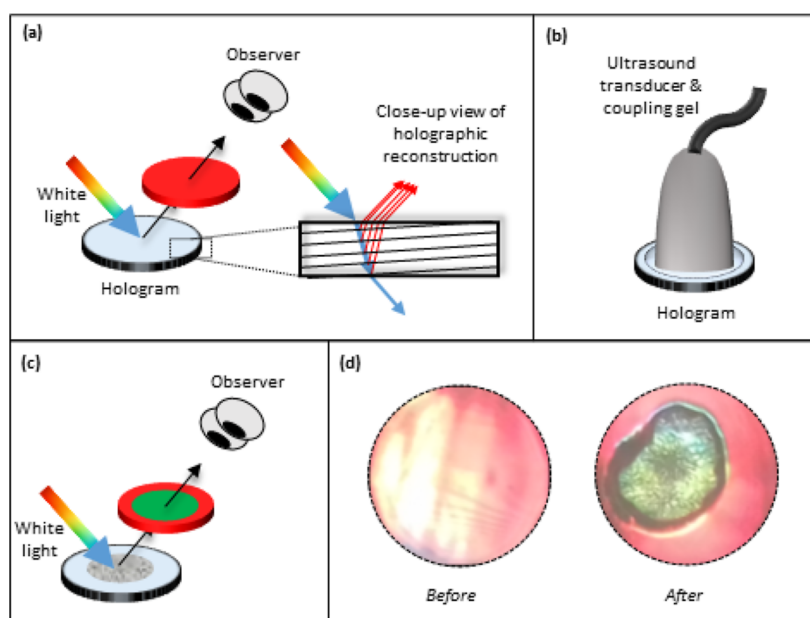 (a)
Observer
Close-up view of
holographic
reconstruction
White
light
Hologram
(b)
Ultrasound
transducer &
coupling gel
Hologram
(c)
Observer
White
light
(d)
Before
After